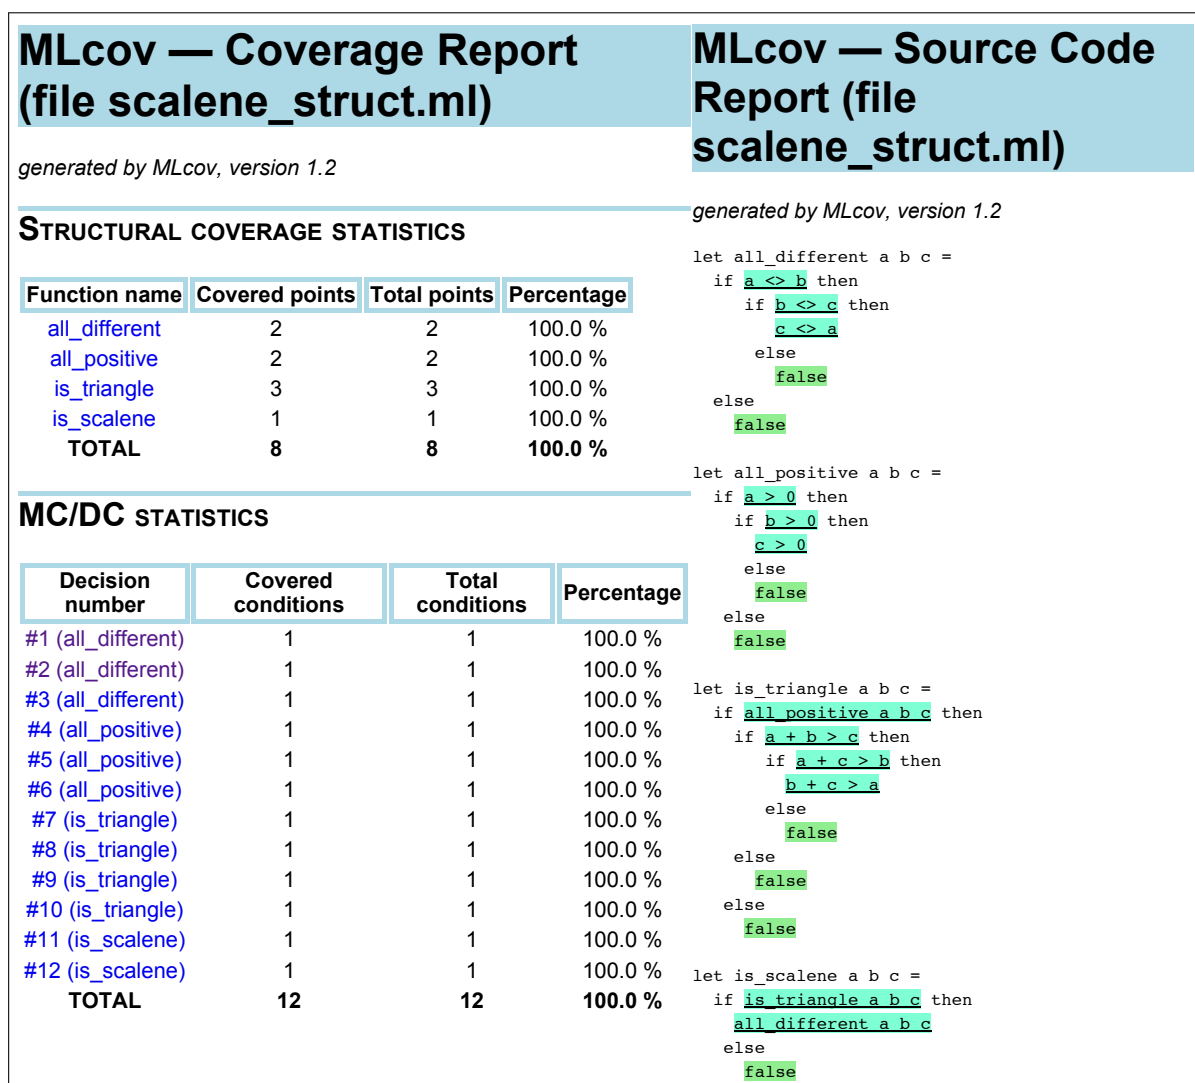 MLcov — Coverage Report
(file scalene_struct.ml)
generated by MLcov, version 1.2
STRUCTURAL COVERAGE STATISTICS
Function name Covered points Total points Percentage
all_different 2 2 100.0 %
all_positive 2 2 100.0 %
is_triangle 3 3 100.0 %
is_scalene 1 1 100.0 %
TOTAL 8 8 100.0 %
MC/DC STATISTICS
Decision number Covered conditions Total conditions Percentage
#1 (all_different) 1 1 100.0 %
#2 (all_different) 1 1 100.0 %
#3 (all_different) 1 1 100.0 %
#4 (all_positive) 1 1 100.0 %
#5 (all_positive) 1 1 100.0 %
#6 (all_positive) 1 1 100.0 %
#7 (is_triangle) 1 1 100.0 %
#8 (is_triangle) 1 1 100.0 %
#9 (is_triangle) 1 1 100.0 %
#10 (is_triangle) 1 1 100.0 %
#11 (is_scalene) 1 1 100.0 %
#12 (is_scalene) 1 1 100.0 %
TOTAL 12 12 100.0 %
MLcov — Source Code
Report (file
scalene_struct.ml)
generated by MLcov, version 1.2
let all_different a b c =
  if a <> b then
     if b <> c then
        c <> a
      else
        false
  else
    false
let all_positive a b c =
  if a > 0 then
    if b > 0 then
      c > 0
     else
      false
   else
    false
let is_triangle a b c =
  if all_positive a b c then
    if a + b > c then
       if a + c > b then
         b + c > a
       else
         false
    else
      false
   else
     false
let is_scalene a b c =
  if is_triangle a b c then
    all_different a b c
   else
     false